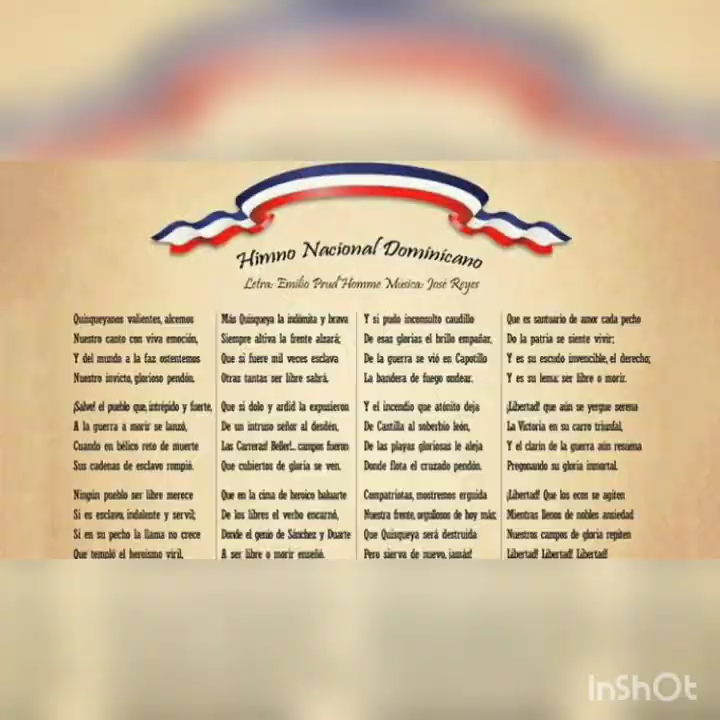 Himno Nacional Dominicano
Letra: Emilio Prud'Homme Musica: José Reyes
Quisqueyanos valientes, alcemos
Nuestro canto con viva emoción,
Y del mundo a la faz ostentemos
Nuestro invicto, glorioso pendón.
¡Salve! el pueblo que, intrépido y fuerte,
A la guerra a morir se lanzó,
Cuando en bélico reto de muerte
Sus cadenas de esclavo rompió.
Ningún pueblo ser libre merece
Si es esclavo, indolente y servil;
Si en su pecho la llama no crece
Que templó el heroismo viril,
Más Quisqueya la indómita y brava
Siempre altiva la frente alzará;
Que si fuere mil veces esclava
Otras tantas ser libre sabrá.
Que si dolo y ardid la expusieron
De un intruso señor al desdén,
Las Carreras! Beller!... campos fueron
Que cubiertos de gloria se ven.
Que en la cima de heroico baluarte
De los libres el verbo encarnó,
Donde el genio de Sánchez y Duarte
A ser libre o morir enseñó.
Y si pudo inconsulto caudillo
De esas glorias el brillo empañar,
De la guerra se vió en Capotillo
La bandera de fuego ondear.
Y el incendio que atónito deja
De Castilla al soberbio león,
De las playas gloriosas le aleja
Donde flota el cruzado pendón.
Compatriotas, mostremos erguida
Nuestra frente, orgullosos de hoy más;
Que Quisqueya será destruida
Pero sierva de nuevo, jamás!
Que es santuario de amor cada pecho
Do la patria se siente vivir;
Y es su escudo invencible, el derecho;
Y es su lema: ser libre o morir.
¡Libertad! que aún se yergue serena
La Victoria en su carro triunfal,
Y el clarín de la guerra aún resuena
Pregonando su gloria inmortal.
¡Libertad! Que los ecos se agiten
Mientras llenos de nobles ansiedad
Nuestros campos de gloria repiten
Libertad! Libertad! Libertad!
InShOt